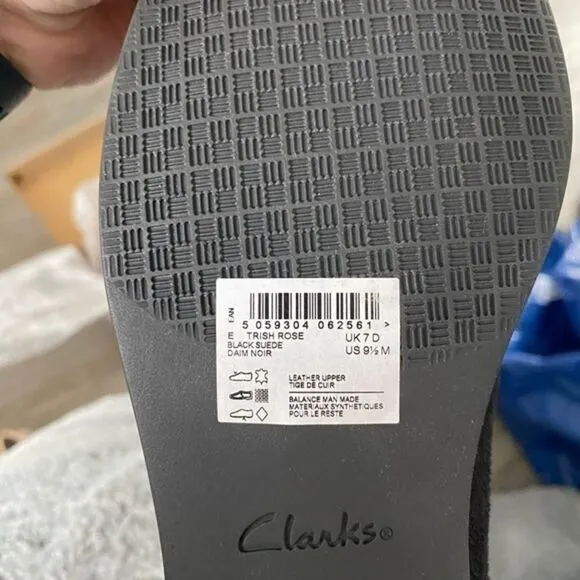 EAN
5 059304 062561 >
E TRISH ROSE UK 7 D
BLACK SUEDE US 9½ M
DAIM NOIR
LEATHER UPPER
TIGE DE CUIR
BALANCE MAN MADE
MATERIAUX SYNTHETIQUES
POUR LE RESTE
Clarks®